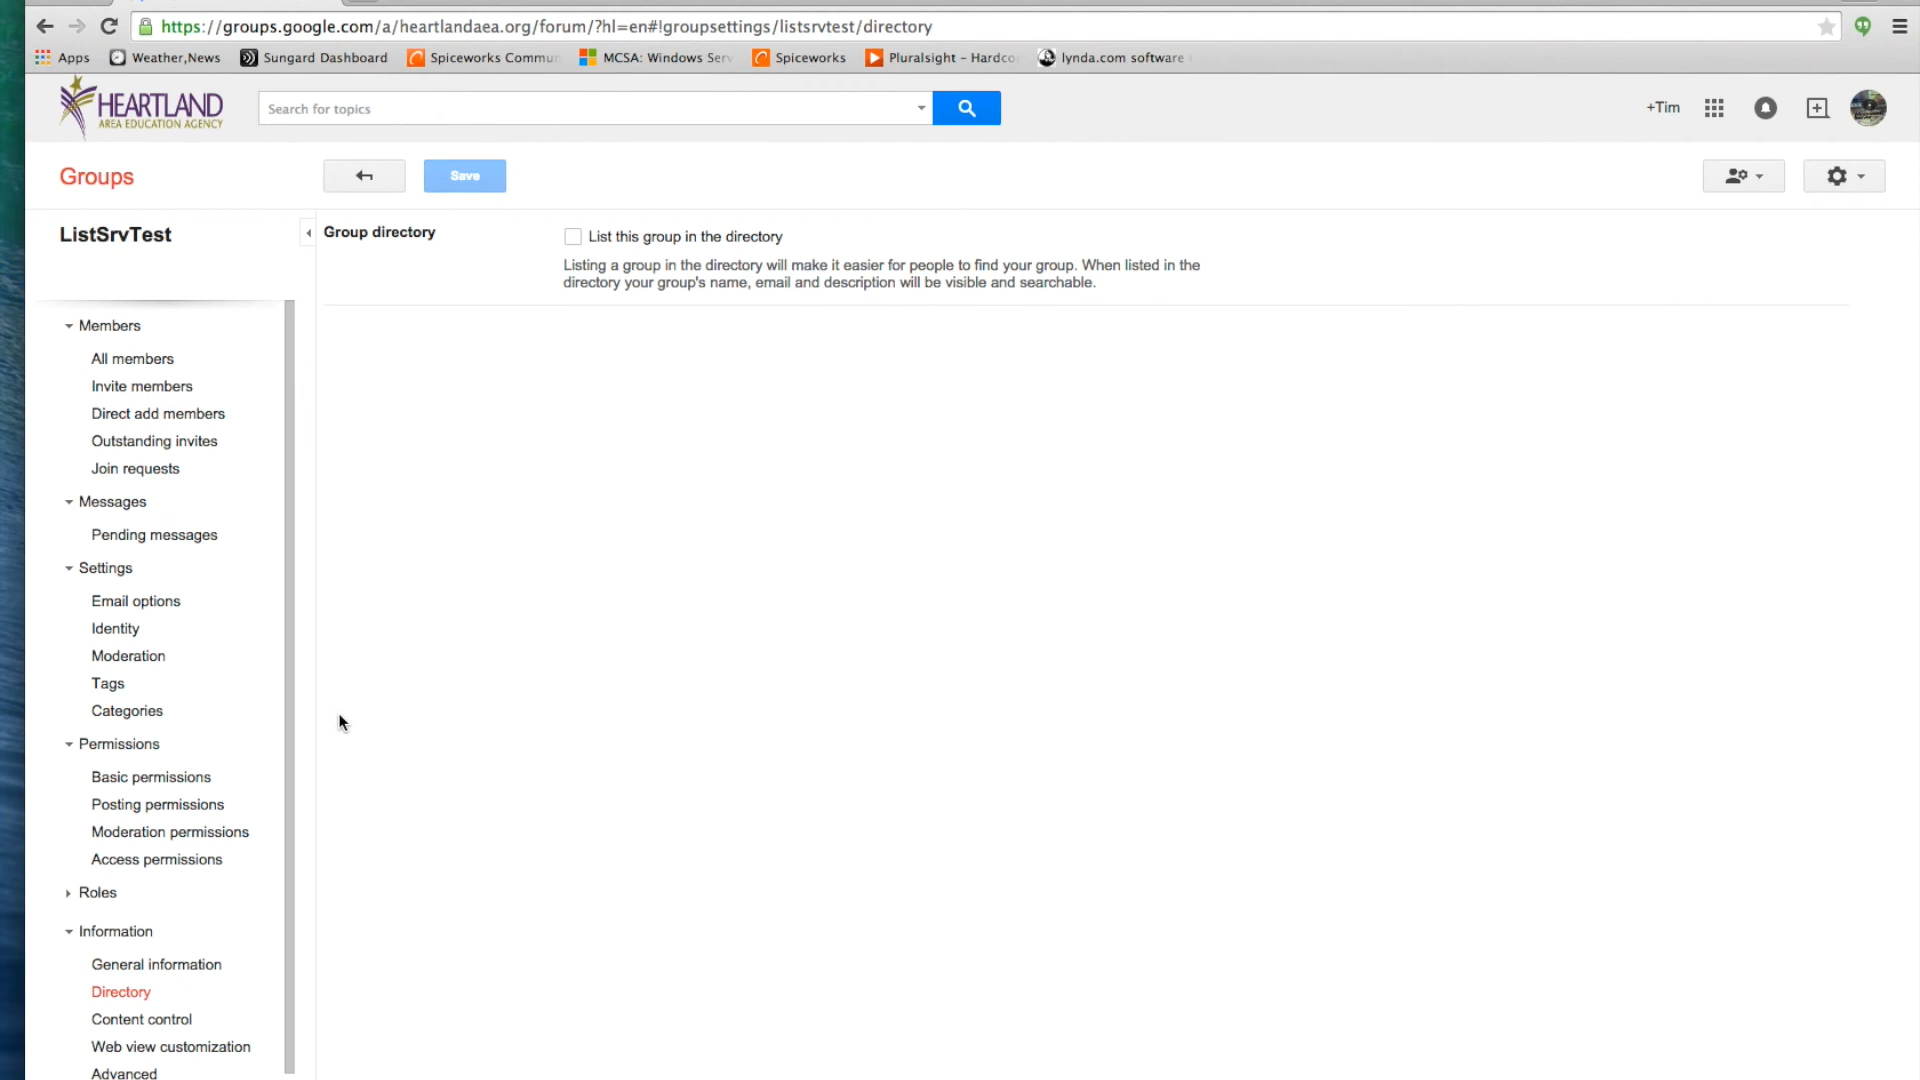 https://groups.google.com/a/heartlandaea.org/forum/?hl=en#!groupsettings/listsrvtest/directory
Apps Weather,News Sungard Dashboard Spiceworks Commun MCSA: Windows Serv Spiceworks Pluralsight – Hardco lynda.com software
HEARTLAND
AREA EDUCATION AGENCY
Search for topics
+Tim
Groups
Save
ListSrvTest
Group directory
List this group in the directory
Listing a group in the directory will make it easier for people to find your group. When listed in the
directory your group's name, email and description will be visible and searchable.
Members
All members
Invite members
Direct add members
Outstanding invites
Join requests
Messages
Pending messages
Settings
Email options
Identity
Moderation
Tags
Categories
Permissions
Basic permissions
Posting permissions
Moderation permissions
Access permissions
Roles
Information
General information
Directory
Content control
Web view customization
Advanced